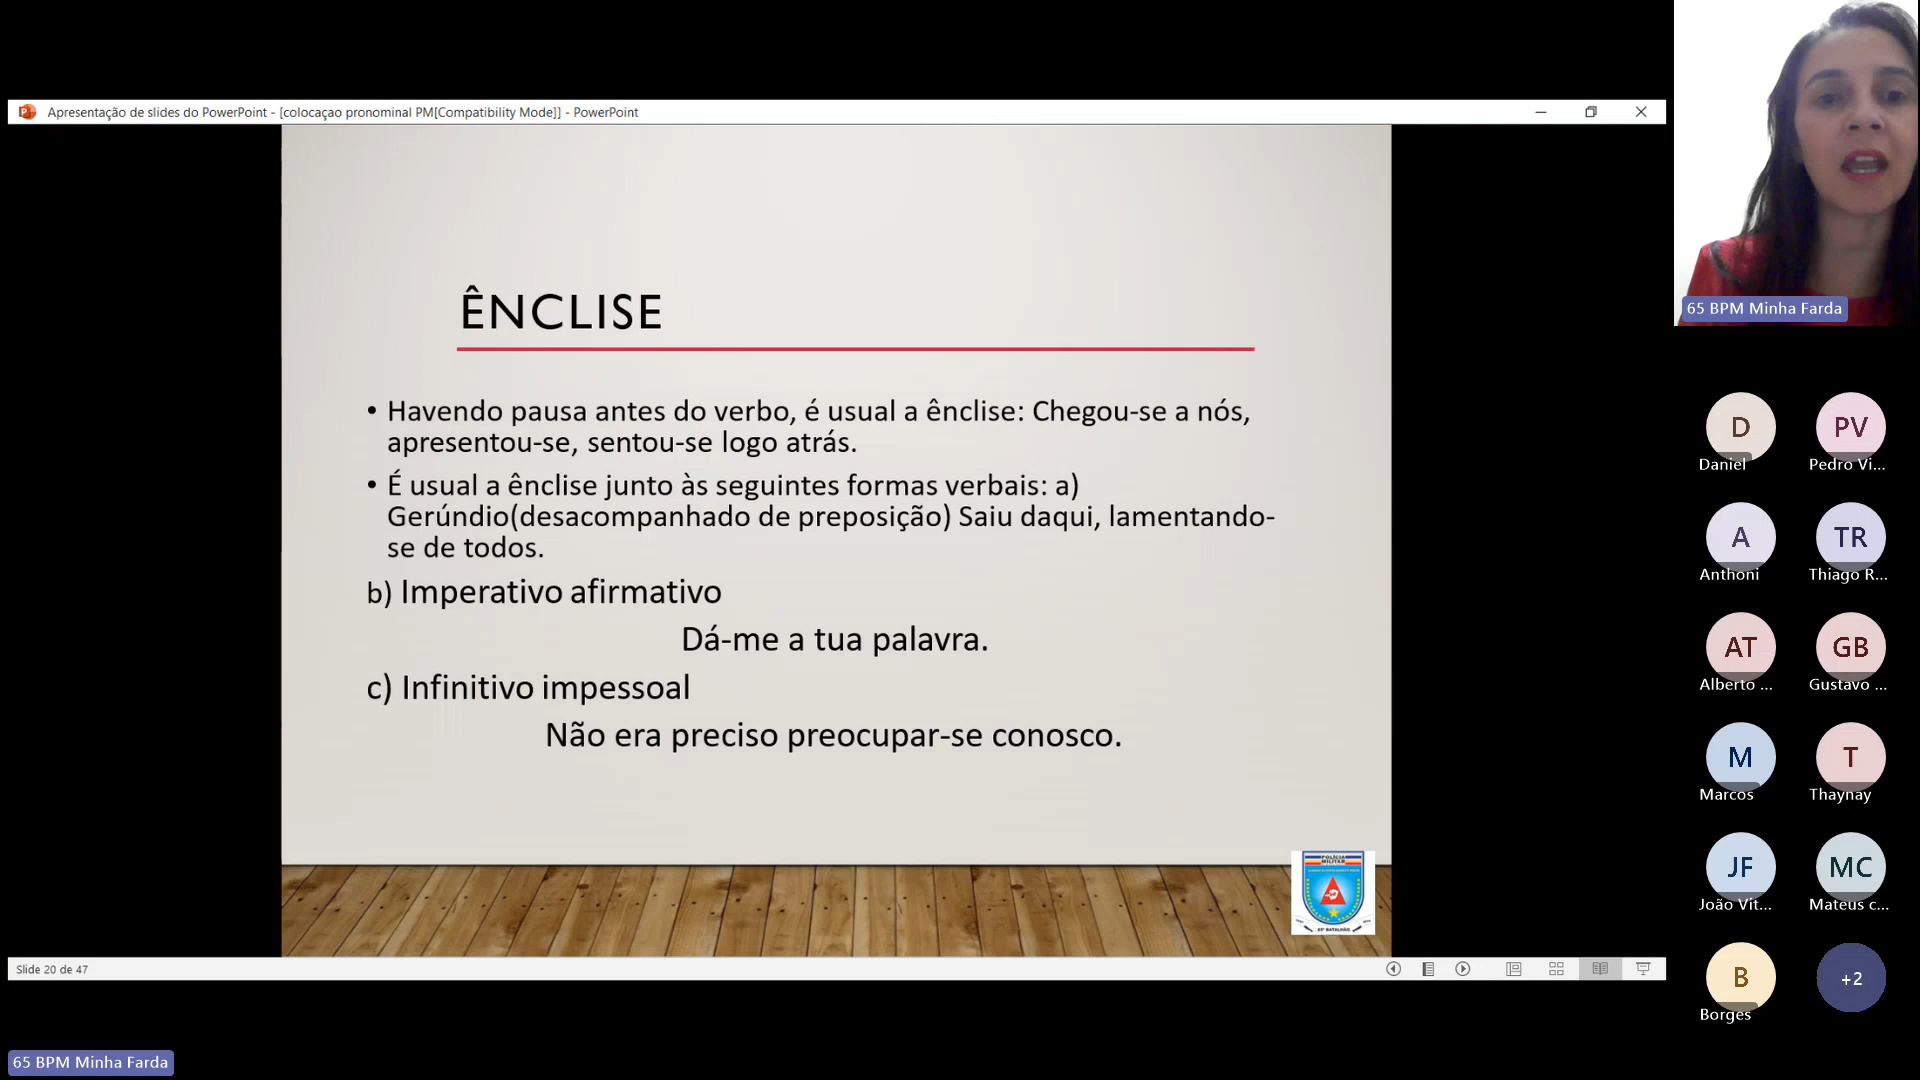 Apresentação de slides do PowerPoint - [colocaçao pronominal PM[Compatibility Mode]] - PowerPoint
ÊNCLISE
• Havendo pausa antes do verbo, é usual a ênclise: Chegou-se a nós,
apresentou-se, sentou-se logo atrás.
• É usual a ênclise junto às seguintes formas verbais: a)
Gerúndio(desacompanhado de preposição) Saiu daqui, lamentando-
se de todos.
b) Imperativo afirmativo
Dá-me a tua palavra.
c) Infinitivo impessoal
Não era preciso preocupar-se conosco.
POLÍCIA
MILITAR
65º BATALHÃO
Slide 20 de 47
65 BPM Minha Farda
65 BPM Minha Farda
D
Daniel
PV
Pedro Vi...
A
Anthoni
TR
Thiago R...
AT
Alberto ...
GB
Gustavo ...
M
Marcos
T
Thaynay
JF
João Vit...
MC
Mateus c...
B
Borges
+2